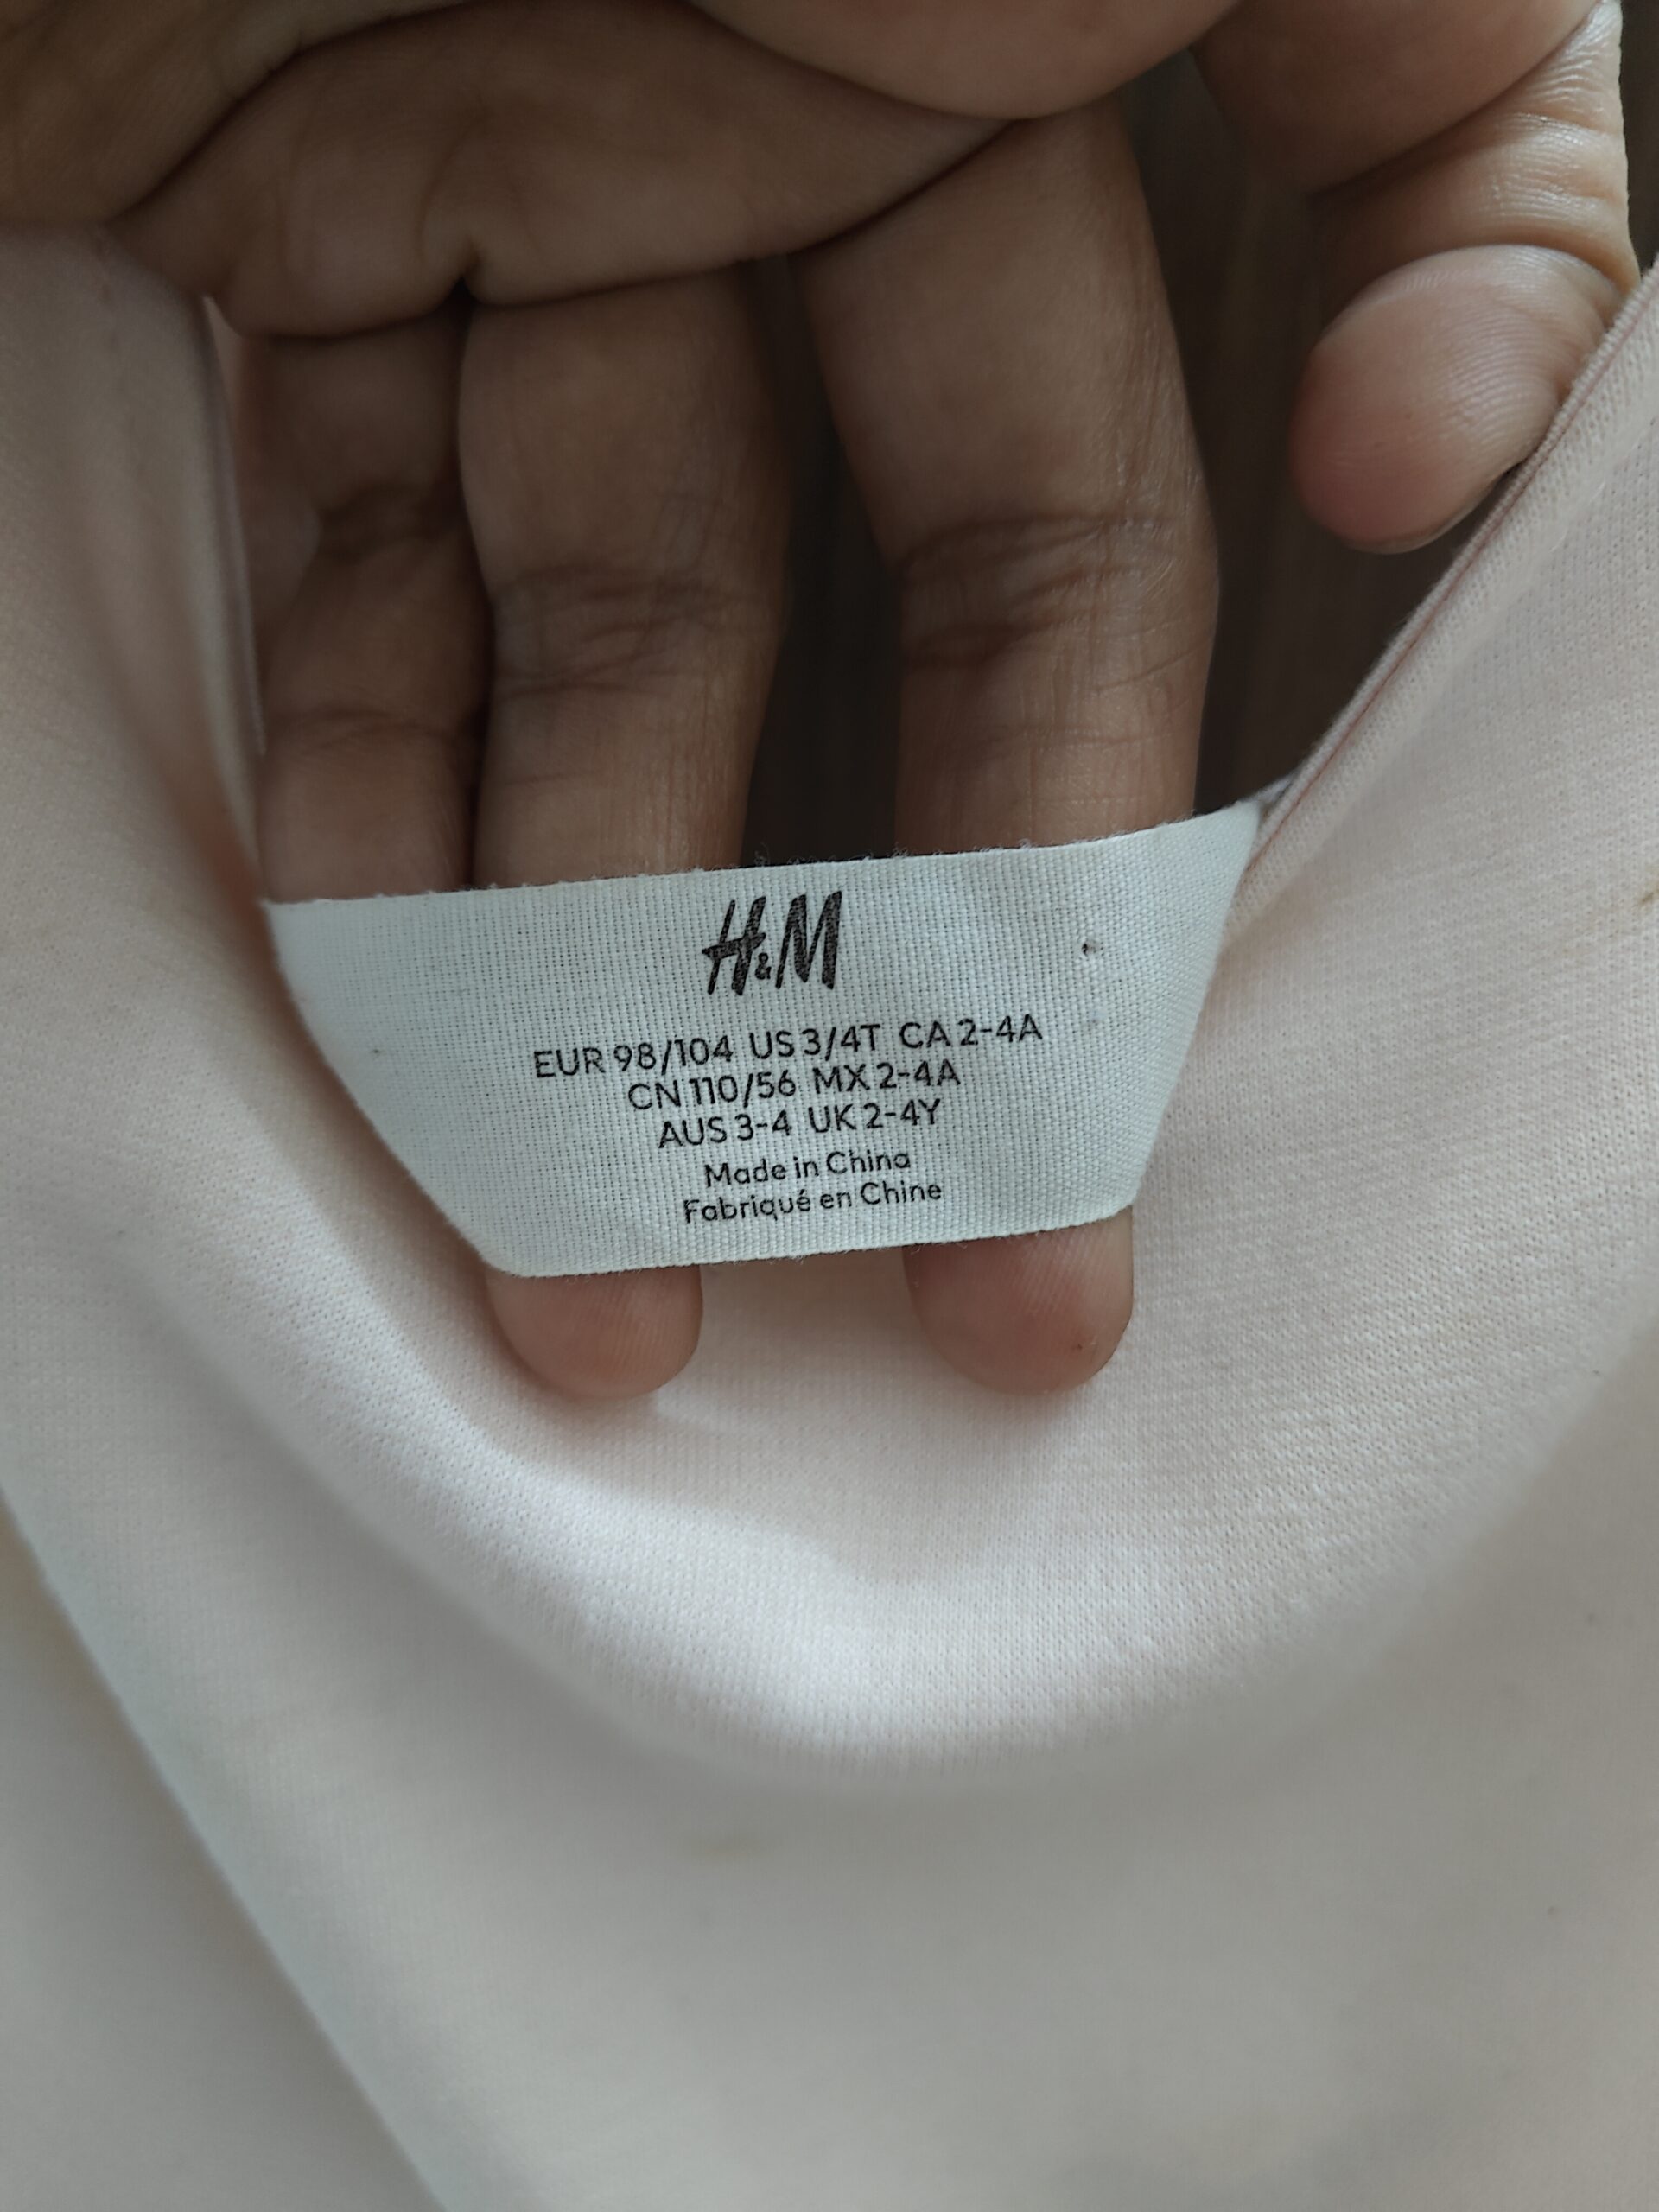 H&M
EUR 98/104 US 3/4T CA 2-4A
CN 110/56 MX 2-4A
AUS 3-4 UK 2-4Y
Made in China
Fabriqué en Chine